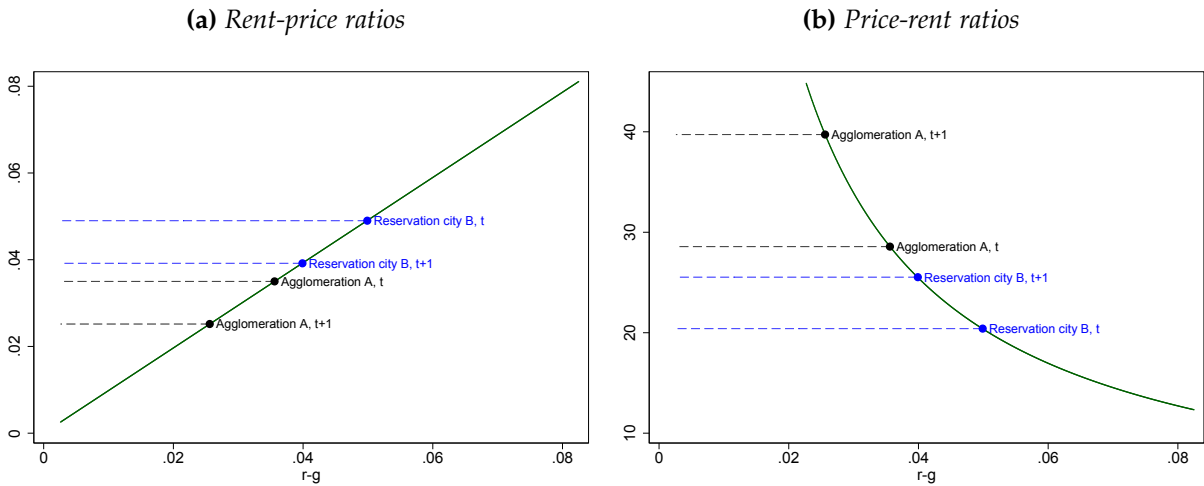 (a) Rent-price ratios
.08
.06
.04
.02
0
Reservation city B, t
Reservation city B, t+1
Agglomeration A, t
Agglomeration A, t+1
0 .02 .04 .06 .08
r-g
(b) Price-rent ratios
40
30
20
10
Agglomeration A, t+1
Agglomeration A, t
Reservation city B, t+1
Reservation city B, t
0 .02 .04 .06 .08
r-g